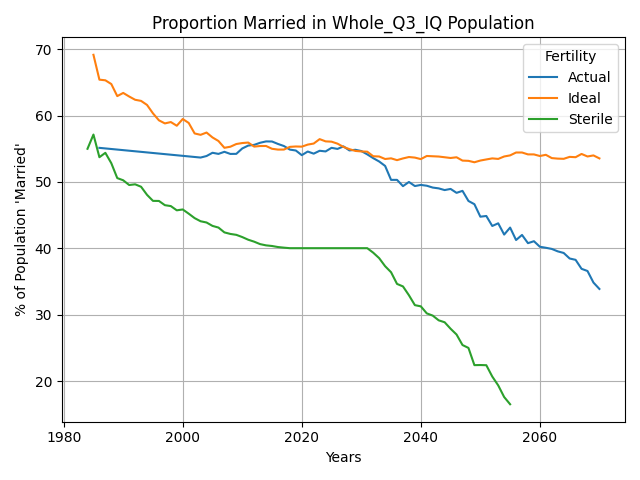 Proportion Married in Whole_Q3_IQ Population
% of Population 'Married'
70
60
50
40
30
20
Fertility
Actual
Ideal
Sterile
1980
2000
2020
2040
2060
Years